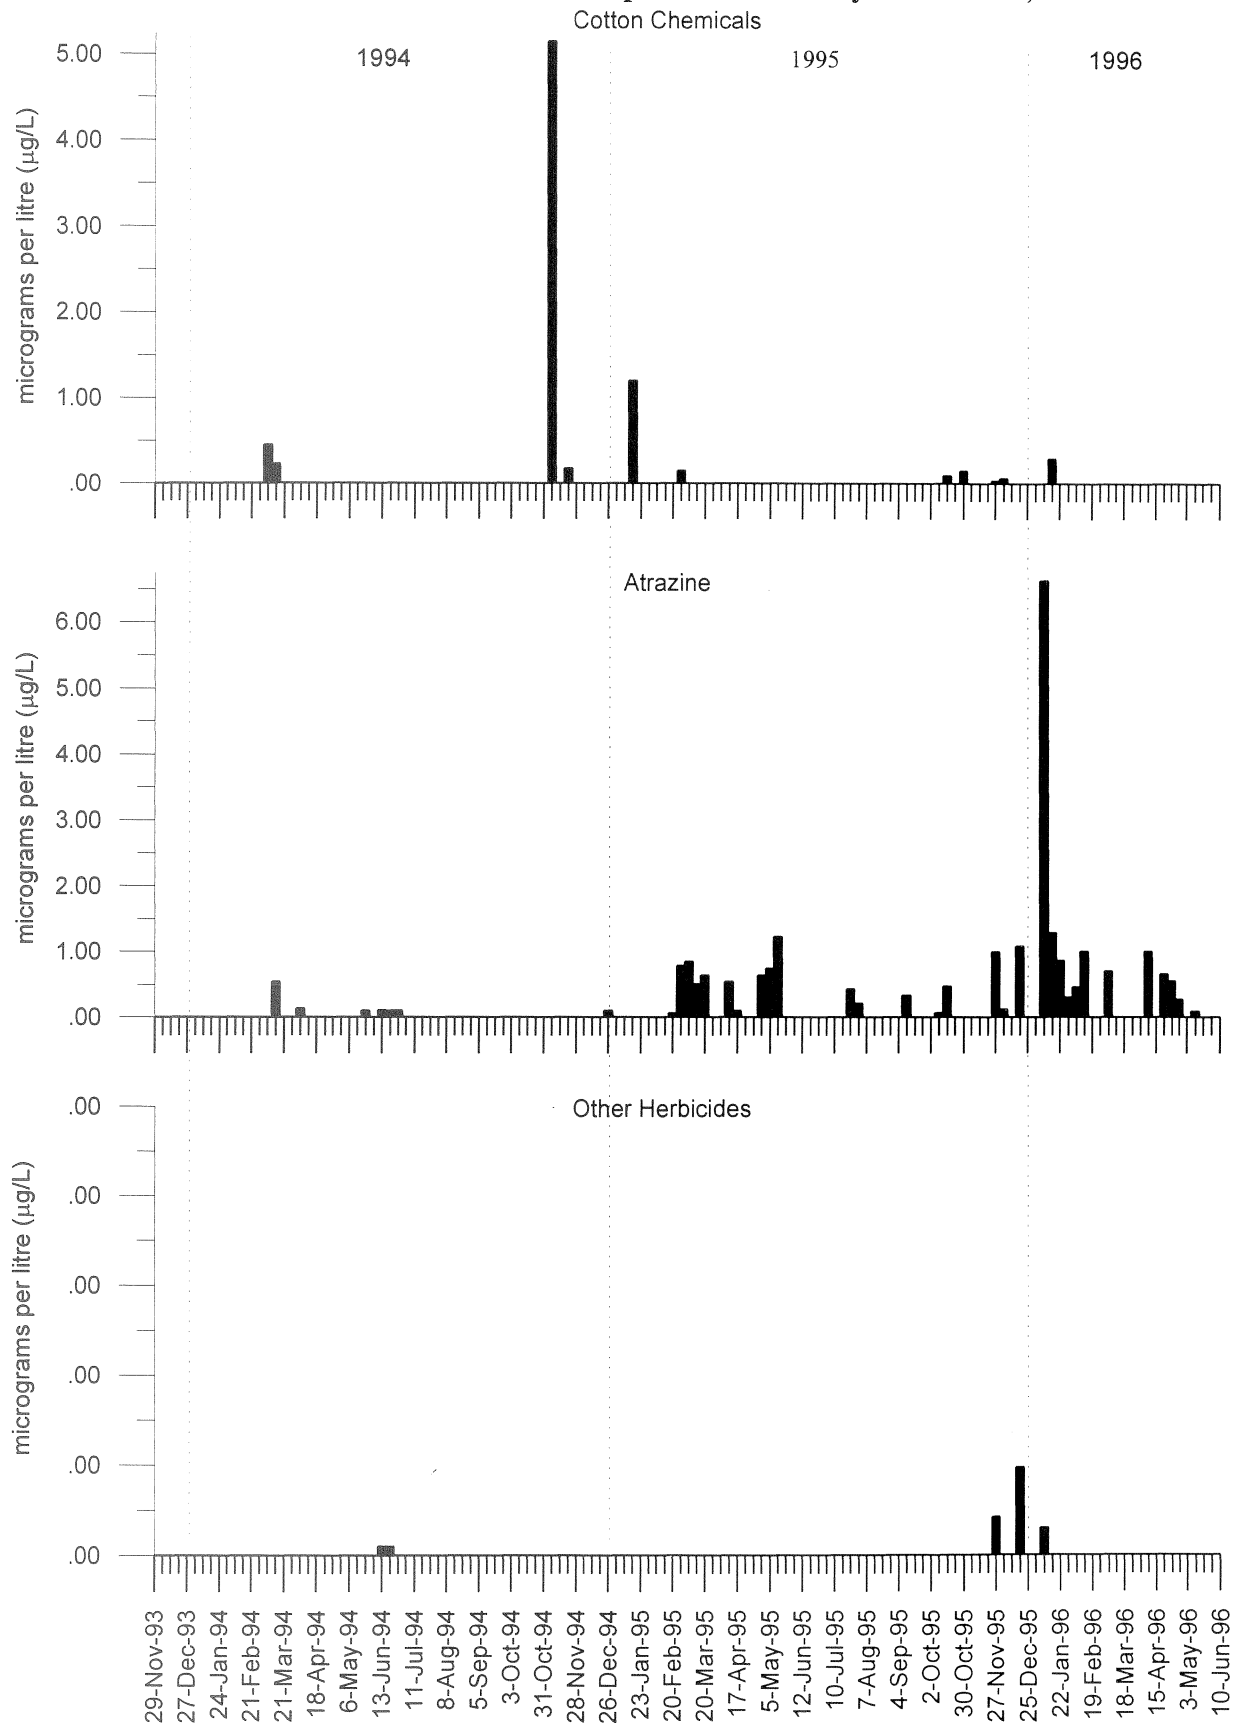 Cotton Chemicals
1994
1995
1996
micrograms per litre (µg/L)
5.00
4.00
3.00
2.00
1.00
.00
Atrazine
micrograms per litre (µg/L)
6.00
5.00
4.00
3.00
2.00
1.00
.00
Other Herbicides
micrograms per litre (µg/L)
.00
.00
.00
.00
.00
.00
29-Nov-93
27-Dec-93
24-Jan-94
21-Feb-94
21-Mar-94
18-Apr-94
6-May-94
13-Jun-94
11-Jul-94
8-Aug-94
5-Sep-94
3-Oct-94
31-Oct-94
28-Nov-94
26-Dec-94
23-Jan-95
20-Feb-95
20-Mar-95
17-Apr-95
5-May-95
12-Jun-95
10-Jul-95
7-Aug-95
4-Sep-95
2-Oct-95
30-Oct-95
27-Nov-95
25-Dec-95
22-Jan-96
19-Feb-96
18-Mar-96
15-Apr-96
3-May-96
10-Jun-96